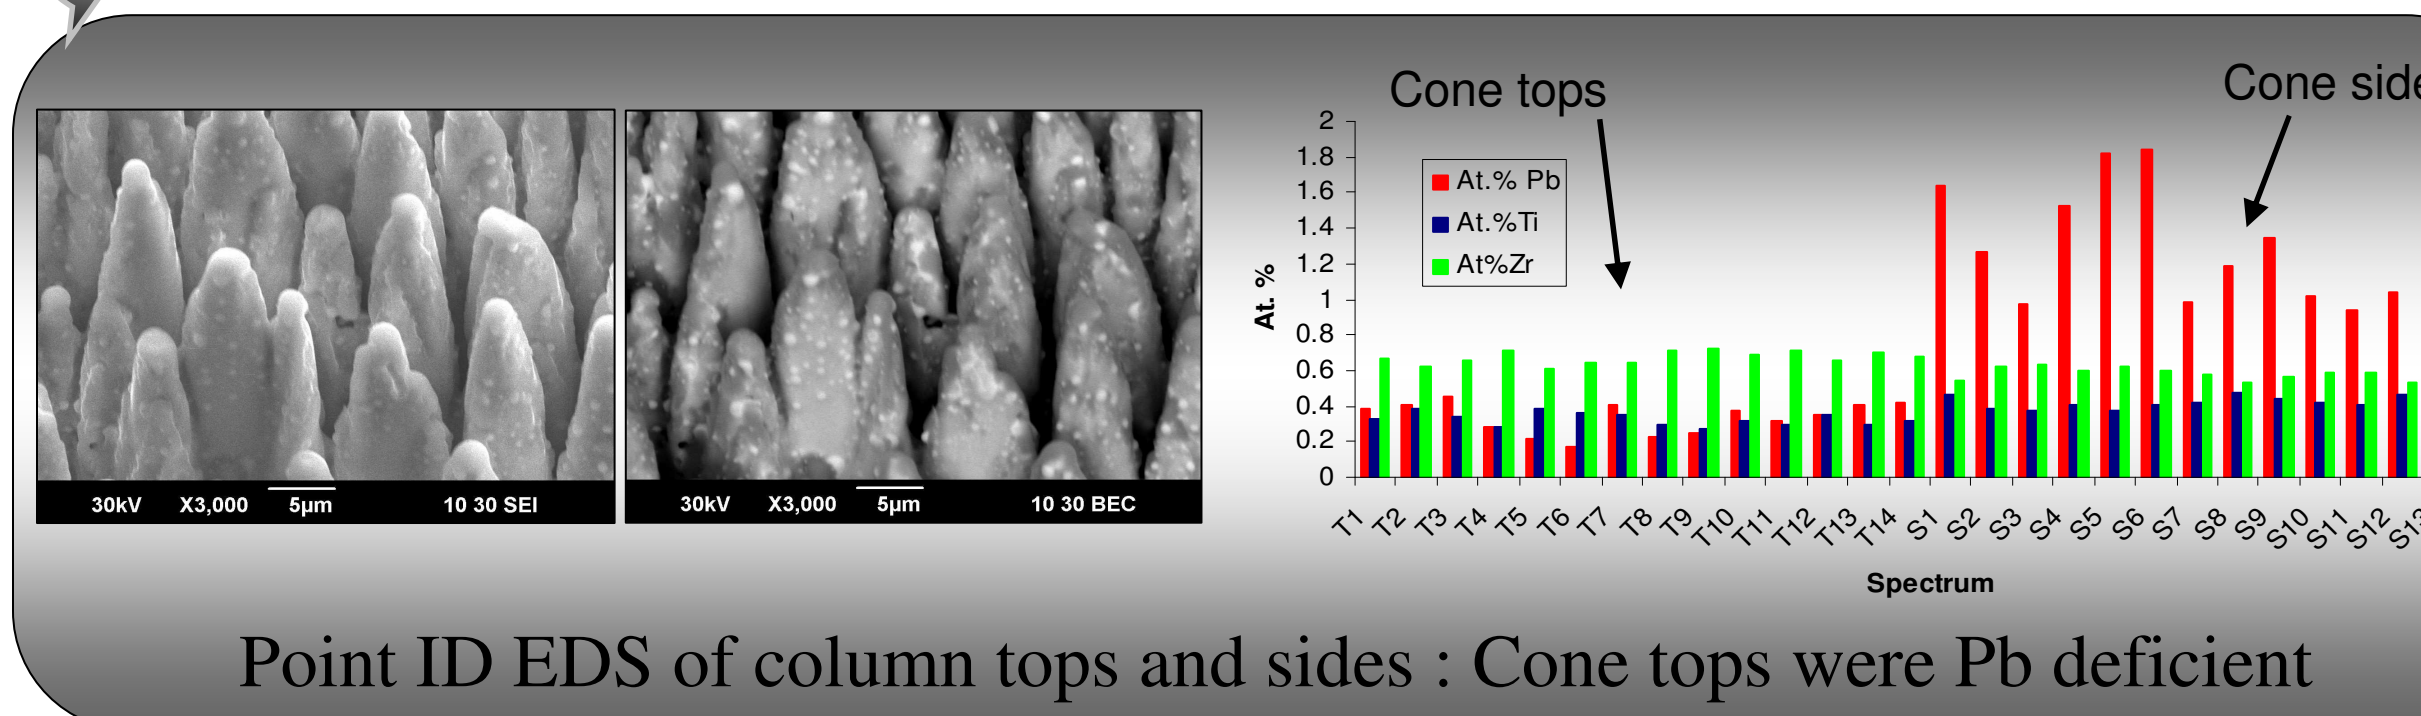 Cone tops
Cone side
2
1.8
1.6
1.4
1.2
1
0.8
0.6
0.4
0.2
0
At. %
At.% Pb
At.%Ti
At%Zr
T1 T2 T3 T4 T5 T6 T7 T8 T9 T10 T11 T12 T13 T14 S1 S2 S3 S4 S5 S6 S7 S8 S9 S10 S11 S12 S13
Spectrum
30kV X3,000 5µm 10 30 SEI
30kV X3,000 5µm 10 30 BEC
Point ID EDS of column tops and sides : Cone tops were Pb deficient